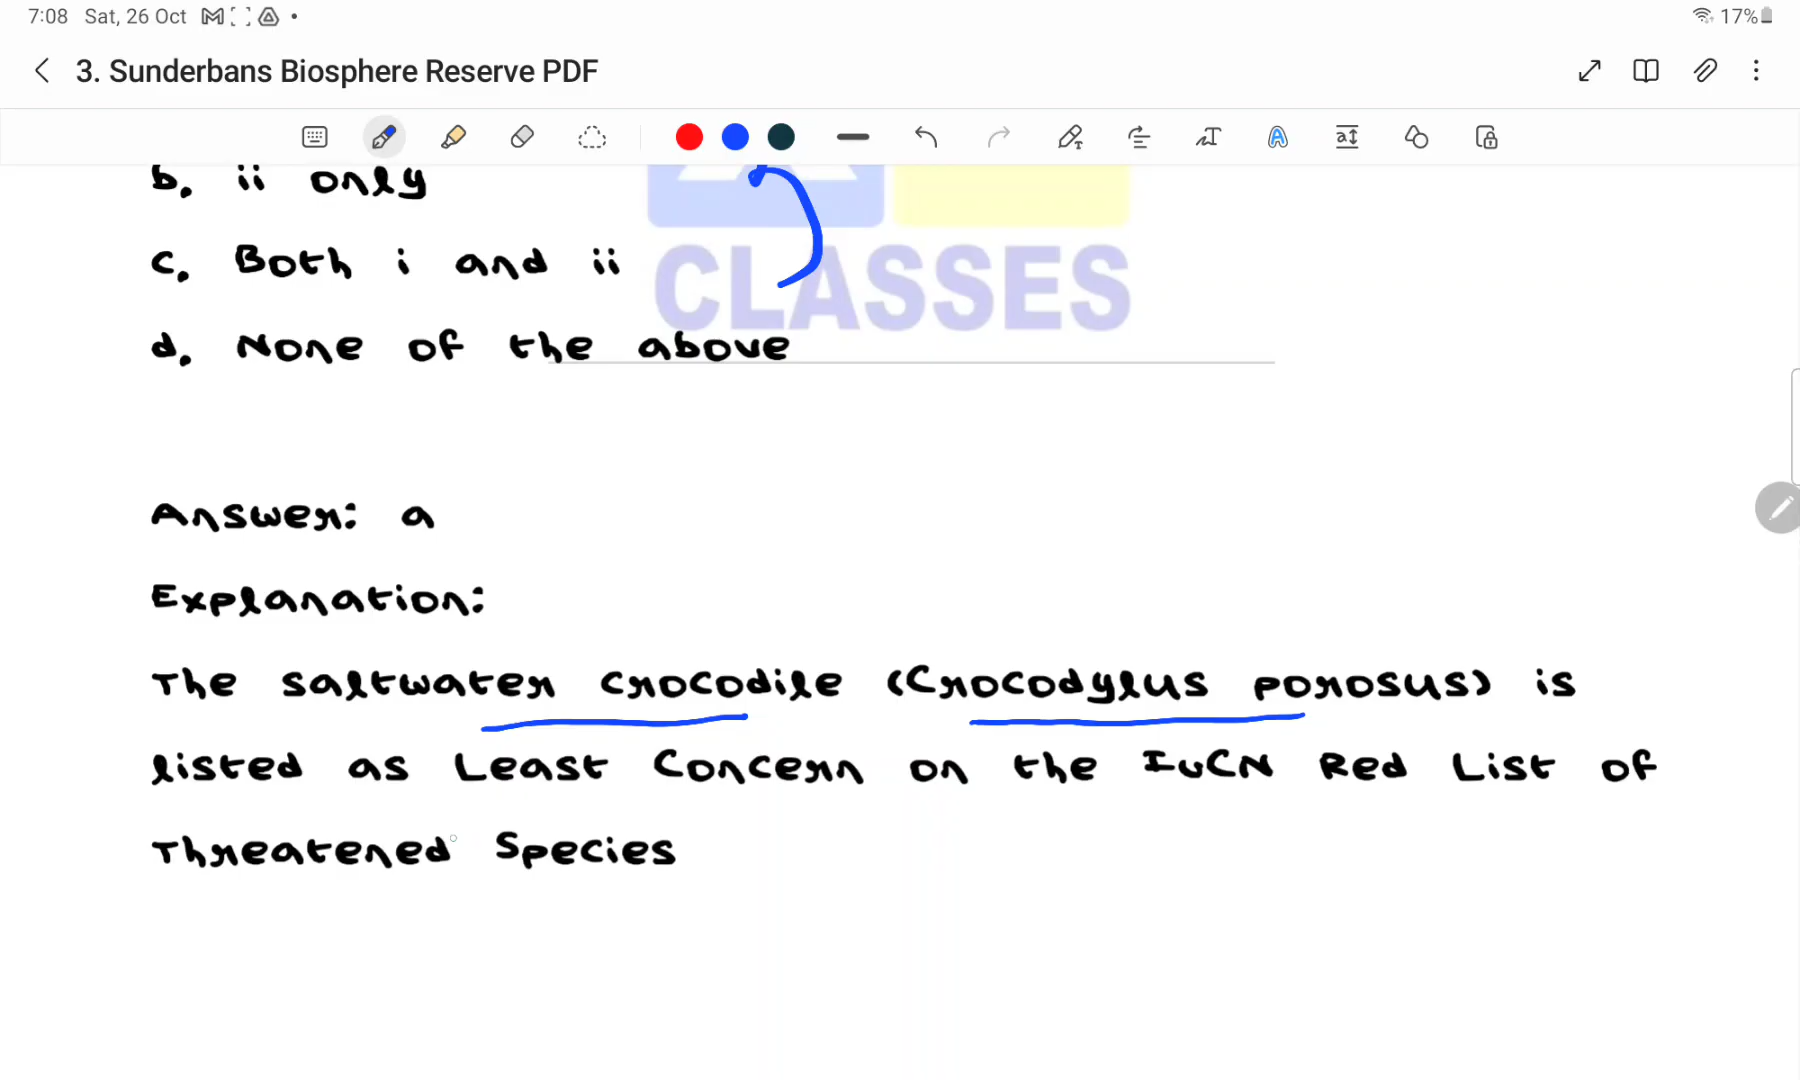 7:08 Sat, 26 Oct 17%
3. Sunderbans Biosphere Reserve PDF
b. ii only
c. Both i and ii
CLASSES
d. None of the above
Answer: a
Explanation:
The saltwater crocodile (Crocodylus porosus) is
listed as Least Concern on the IUCN Red List of
Threatened Species